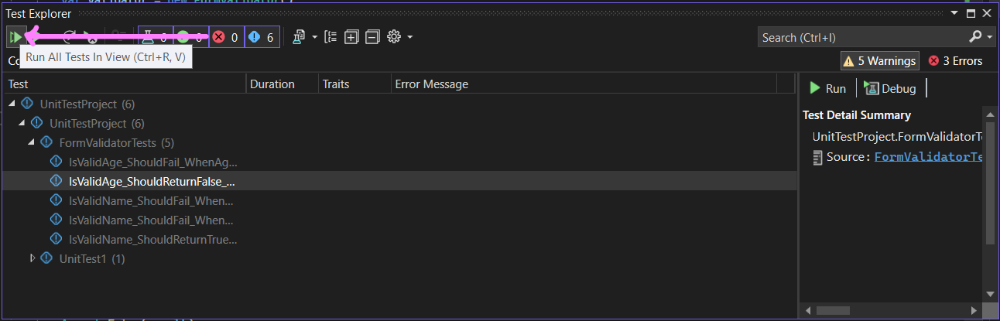 Test Explorer
0 0 0 6
Search (Ctrl+I)
Run All Tests In View (Ctrl+R, V)
Co
5 Warnings
3 Errors
Test Duration Traits Error Message
Run
Debug
UnitTestProject (6)
UnitTestProject (6)
FormValidatorTests (5)
IsValidAge_ShouldFail_WhenAg...
IsValidAge_ShouldReturnFalse_...
IsValidName_ShouldFail_When...
IsValidName_ShouldFail_When...
IsValidName_ShouldReturnTrue...
UnitTest1 (1)
Test Detail Summary
UnitTestProject.FormValidatorTe
Source: FormValidatorTe